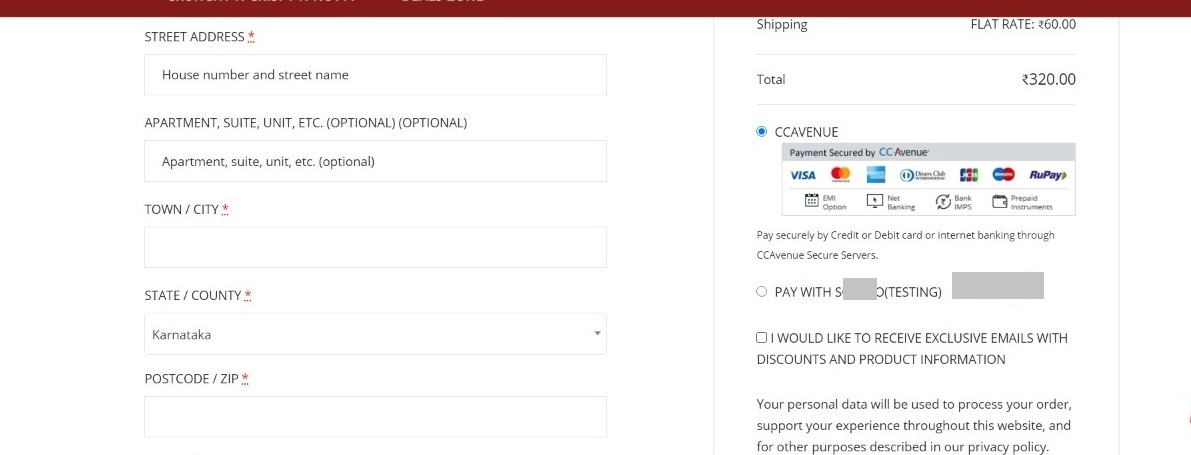 STREET ADDRESS *
House number and street name
APARTMENT, SUITE, UNIT, ETC. (OPTIONAL) (OPTIONAL)
Apartment, suite, unit, etc. (optional)
TOWN / CITY *
STATE / COUNTY *
Karnataka
POSTCODE / ZIP *
Shipping FLAT RATE: ₹60.00
Total ₹320.00
CCAVENUE
Payment Secured by CCAvenue
VISA Diners Club INTERNATIONAL JCB Maestro RuPay
EMI Option Net Banking Bank IMPS Prepaid Instruments
Pay securely by Credit or Debit card or internet banking through
CCAvenue Secure Servers.
PAY WITH S O(TESTING)
I WOULD LIKE TO RECEIVE EXCLUSIVE EMAILS WITH
DISCOUNTS AND PRODUCT INFORMATION
Your personal data will be used to process your order,
support your experience throughout this website, and
for other purposes described in our privacy policy.